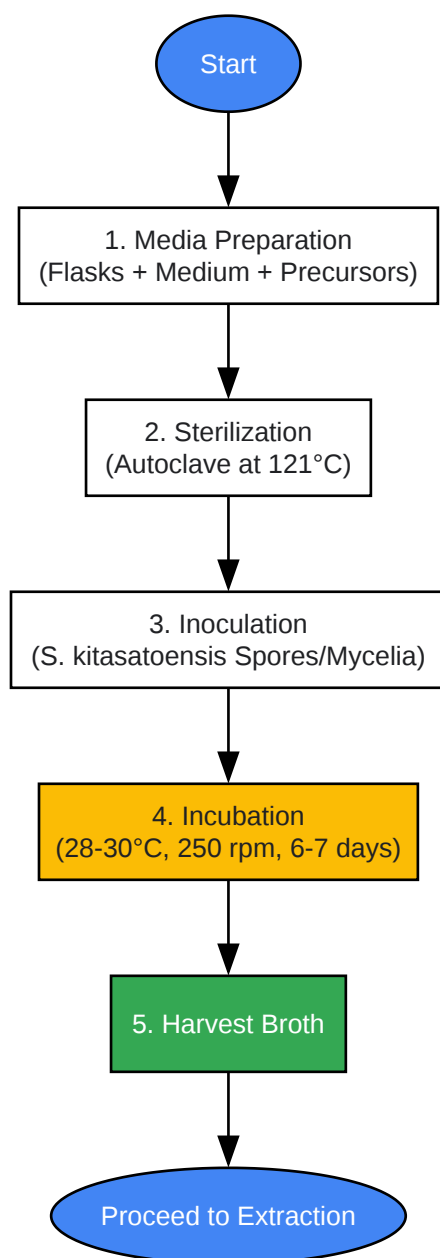 Start
1. Media Preparation
(Flasks + Medium + Precursors)
2. Sterilization
(Autoclave at 121°C)
3. Inoculation
(S. kitasatoensis Spores/Mycelia)
4. Incubation
(28-30°C, 250 rpm, 6-7 days)
5. Harvest Broth
Proceed to Extraction